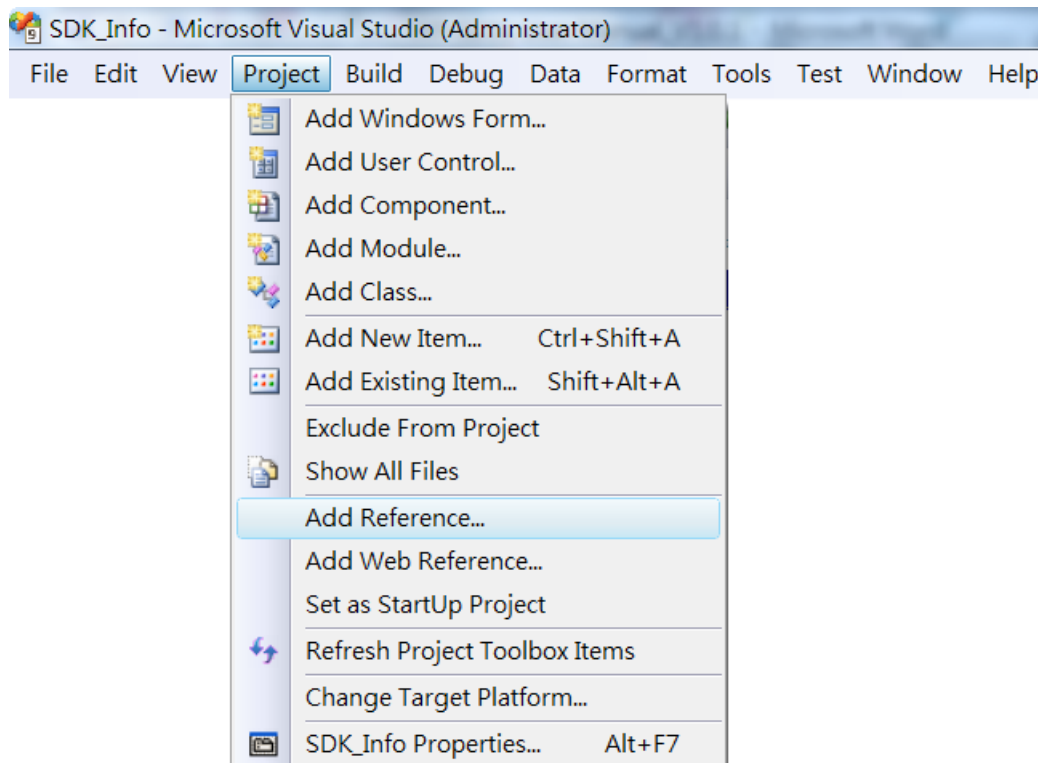 SDK_Info - Microsoft Visual Studio (Administrator)
File Edit View Project Build Debug Data Format Tools Test Window Help
Add Windows Form...
Add User Control...
Add Component...
Add Module...
Add Class...
Add New Item... Ctrl+Shift+A
Add Existing Item... Shift+Alt+A
Exclude From Project
Show All Files
Add Reference...
Add Web Reference...
Set as StartUp Project
Refresh Project Toolbox Items
Change Target Platform...
SDK_Info Properties... Alt+F7